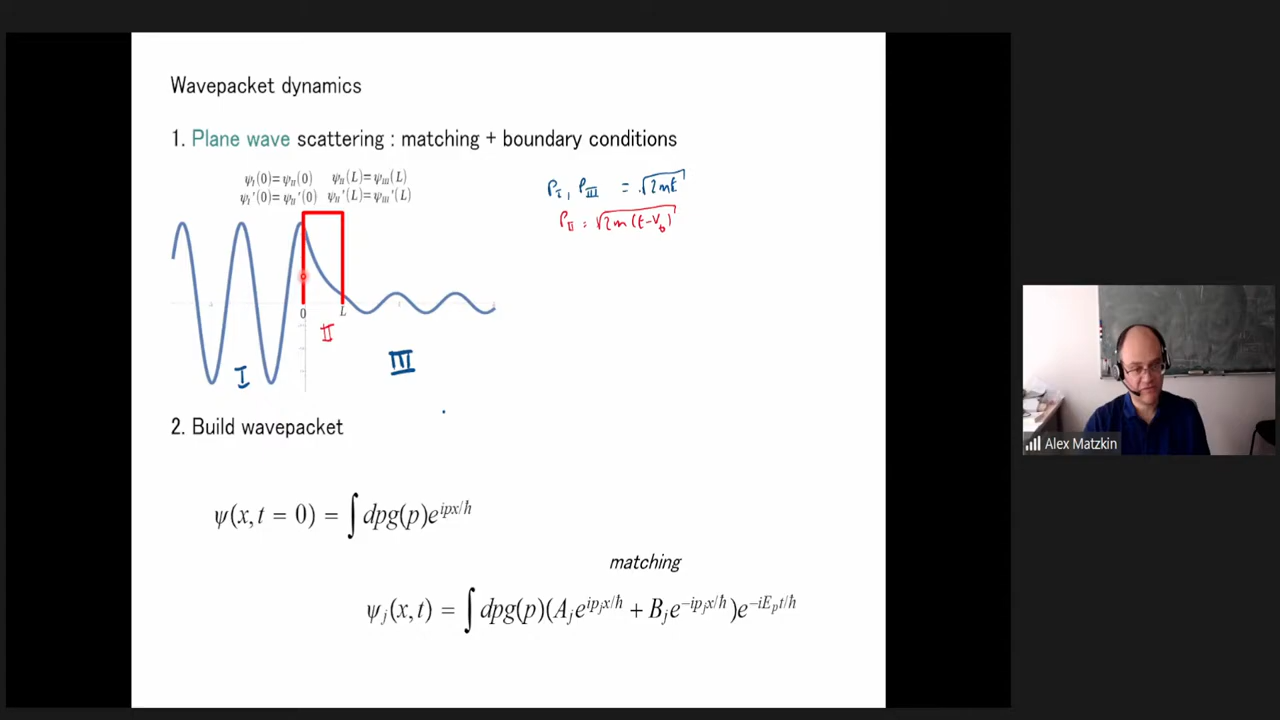 Wavepacket dynamics
1. Plane wave scattering : matching + boundary conditions
ψI(0)=ψII(0) ψII(L)=ψIII(L)
ψI'(0)=ψII'(0) ψII'(L)=ψIII'(L)
PI, PIII = √2mE
PII = √2m(E-V0)
0 L
II
I
III
2. Build wavepacket
ψ(x,t = 0) = ∫ dpg(p)e^{ipx/ħ}
matching
ψj(x,t) = ∫ dpg(p)(Aje^{ipjx/ħ} + Bje^{-ipjx/ħ})e^{-iEpt/ħ}
Alex Matzkin